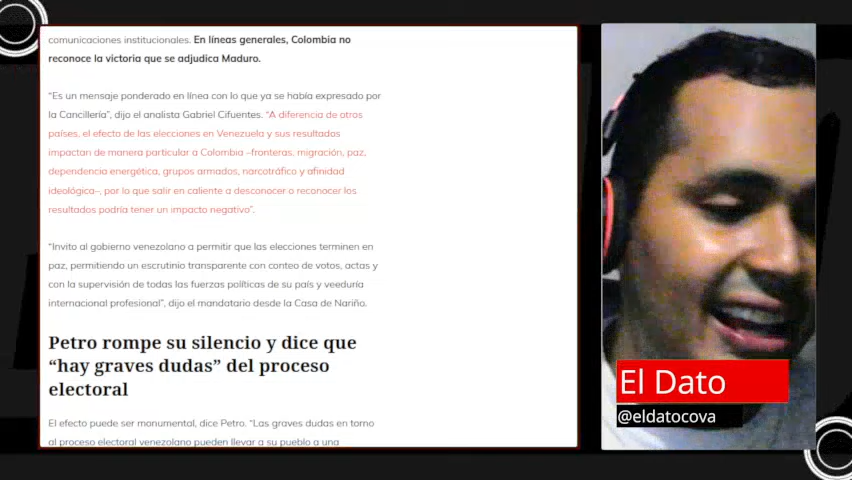 comunicaciones institucionales. En líneas generales, Colombia no
reconoce la victoria que se adjudica Maduro.
“Es un mensaje ponderado en línea con lo que ya se había expresado por
la Cancillería”, dijo el analista Gabriel Cifuentes. “A diferencia de otros
países, el efecto de las elecciones en Venezuela y sus resultados
impactan de manera particular a Colombia –fronteras, migración, paz,
dependencia energética, grupos armados, narcotráfico y afinidad
ideológica–, por lo que salir en caliente a desconocer o reconocer los
resultados podría tener un impacto negativo”.
“Invito al gobierno venezolano a permitir que las elecciones terminen en
paz, permitiendo un escrutinio transparente con conteo de votos, actas y
con la supervisión de todas las fuerzas políticas de su país y veeduría
internacional profesional”, dijo el mandatario desde la Casa de Nariño.
Petro rompe su silencio y dice que
“hay graves dudas” del proceso
electoral
El efecto puede ser monumental, dice Petro. “Las graves dudas en torno
al proceso electoral venezolano pueden llevar a su pueblo a una
El Dato
@eldatocova